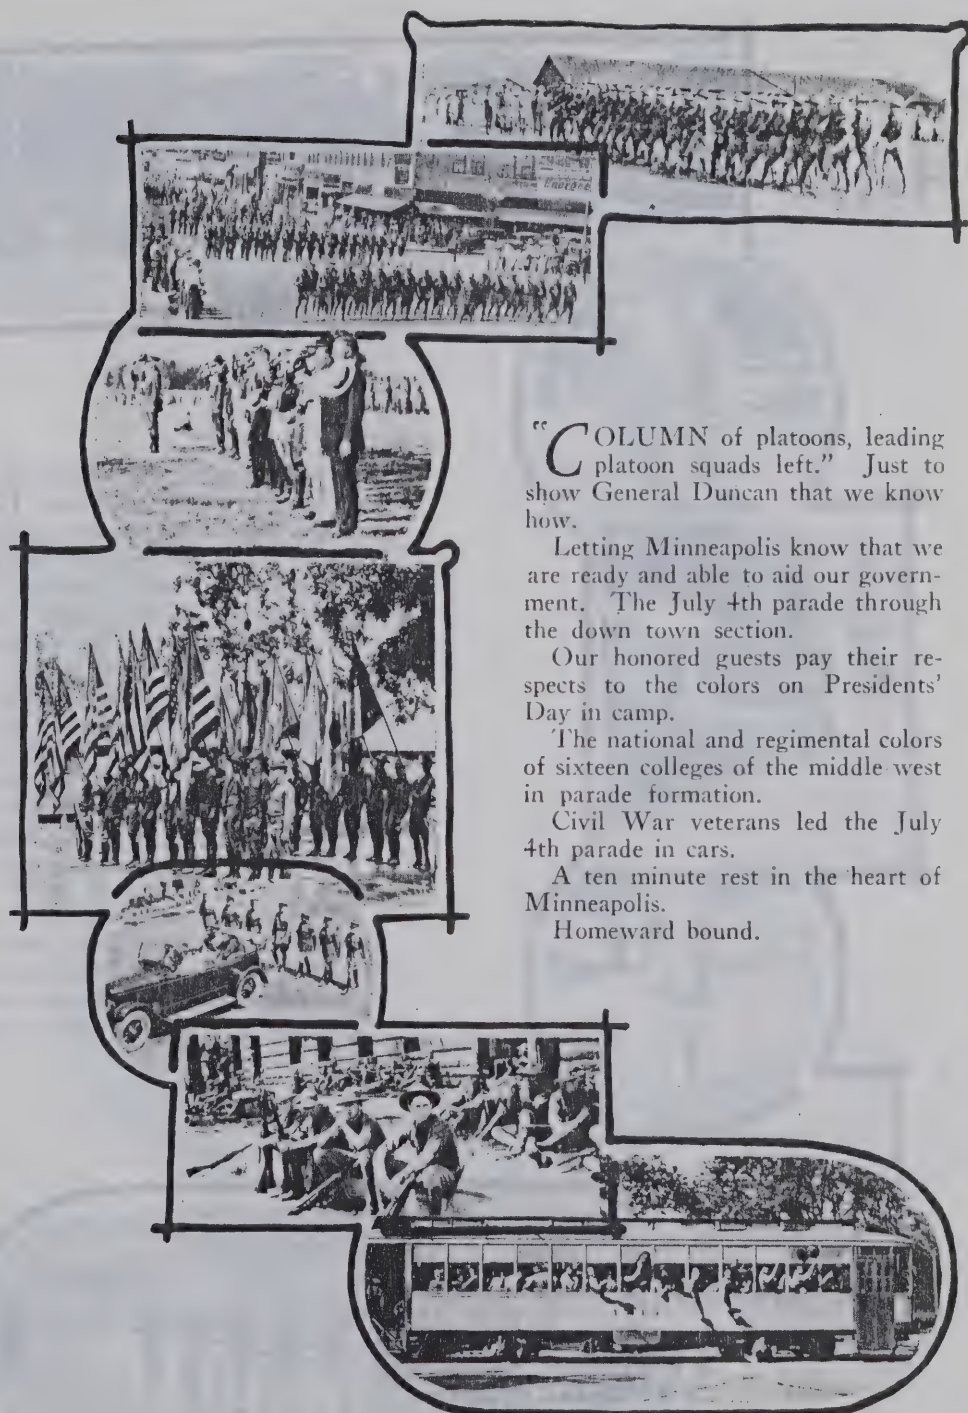 Energee
"COLUMN of platoons, leading
platoon squads left." Just to
show General Duncan that we know
how.
Letting Minneapolis know that we
are ready and able to aid our govern-
ment. The July 4th parade through
the down town section.
Our honored guests pay their re-
spects to the colors on Presidents'
Day in camp.
The national and regimental colors
of sixteen colleges of the middle west
in parade formation.
Civil War veterans led the July
4th parade in cars.
A ten minute rest in the heart of
Minneapolis.
Homeward bound.